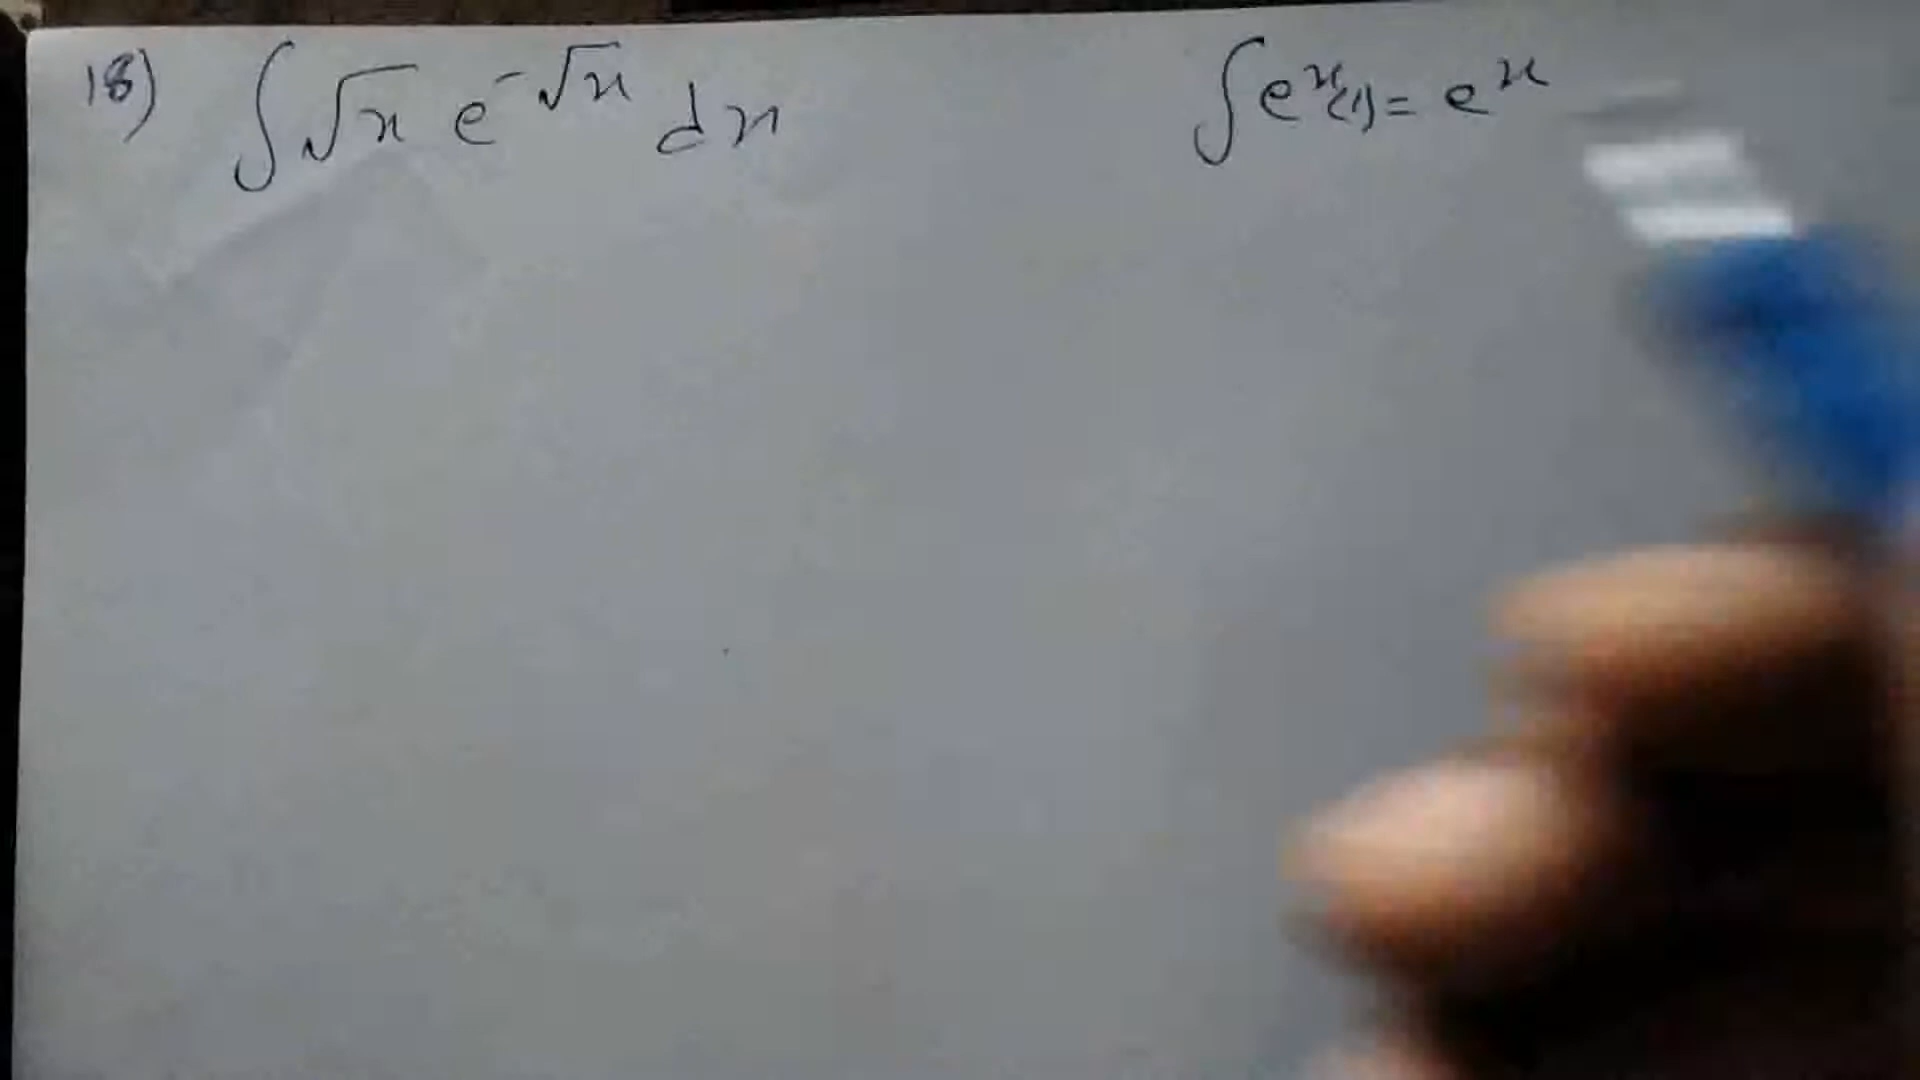 18) ∫√x e^-√x dx
∫e^x(1) = e^x